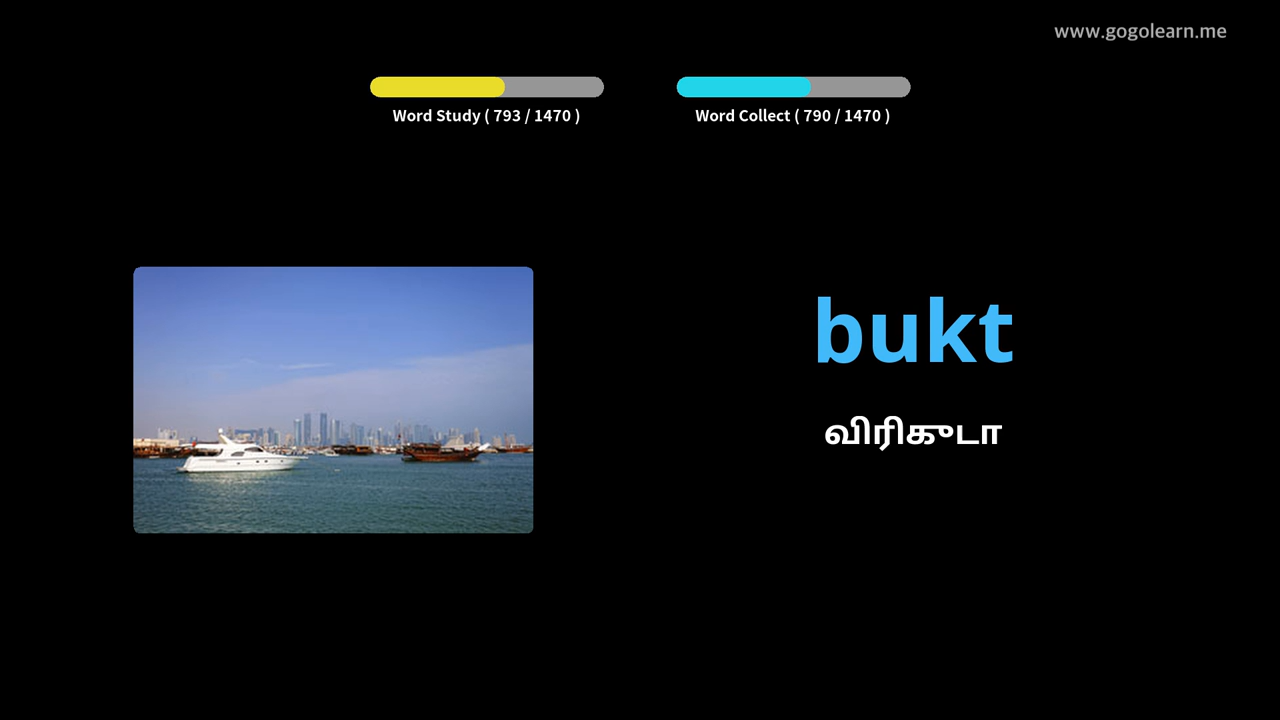 www.gogolearn.me
Word Study ( 793 / 1470 )
Word Collect ( 790 / 1470 )
bukt
விரிகுடா